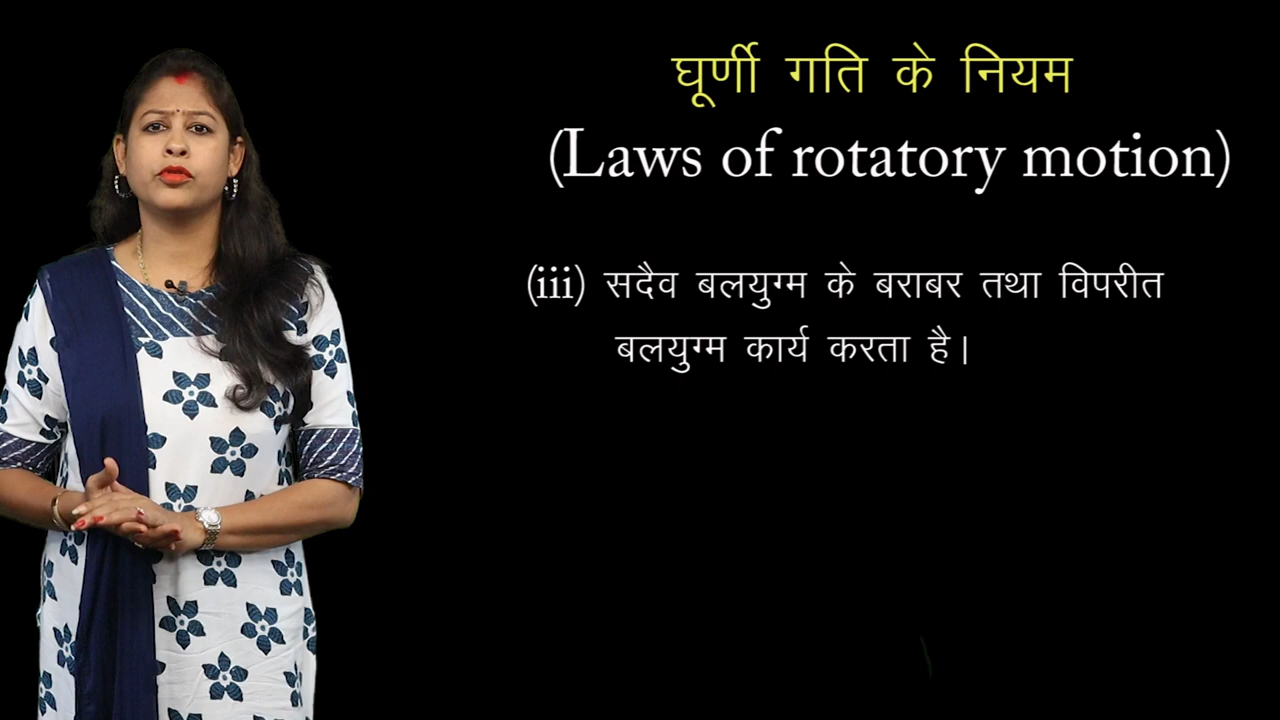 घूर्णी गति के नियम
(Laws of rotatory motion)
(iii) सदैव बलयुग्म के बराबर तथा विपरीत
बलयुग्म कार्य करता है।